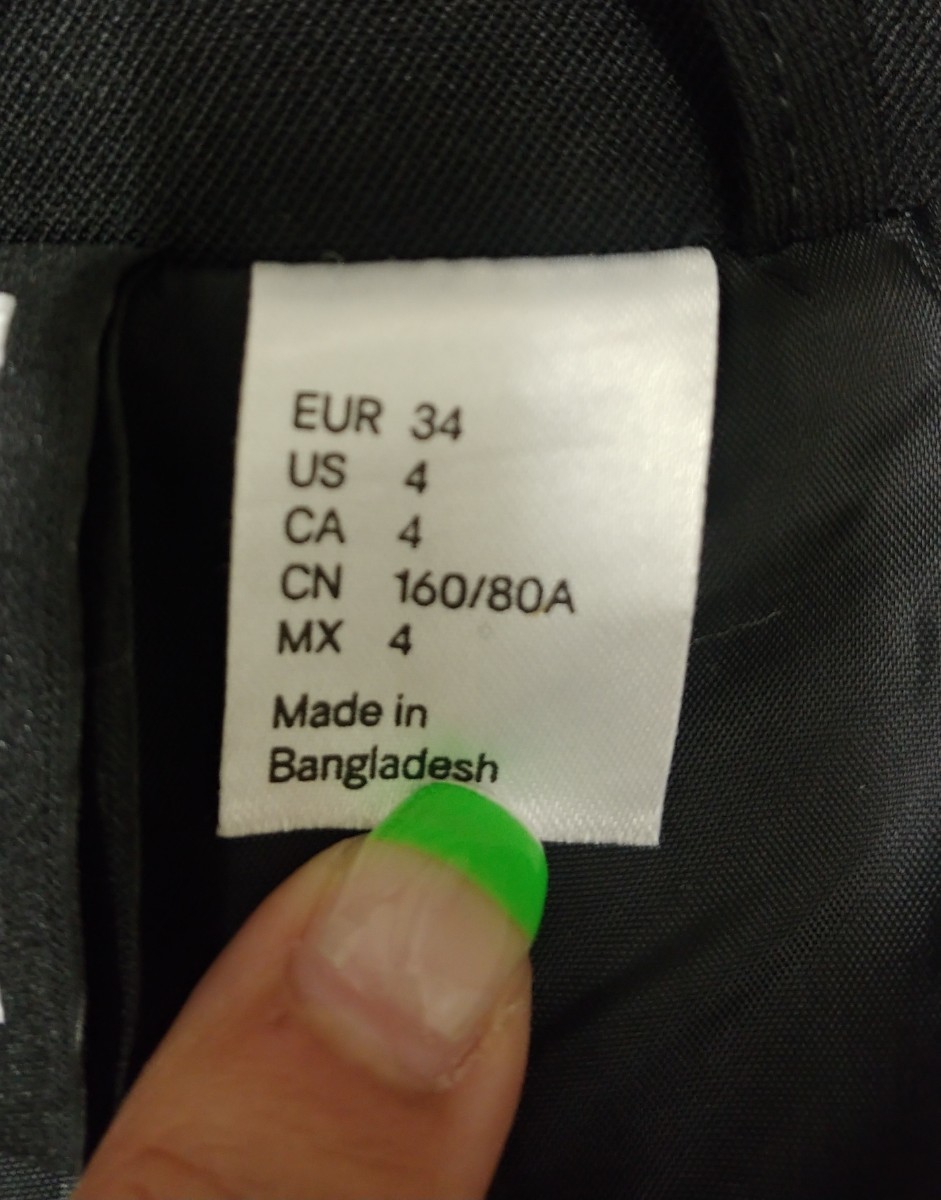 EUR 34
US 4
CA 4
CN 160/80A
MX 4
Made in
Bangladesh